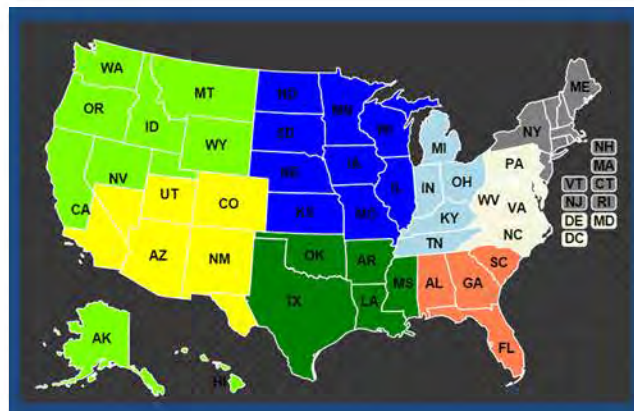 WA
MT
ND
MN
ME
OR
ID
SD
WI
NY
WY
MI
NH
PA
MA
NV
NE
IA
IL
IN
OH
VT
CT
UT
CO
WV
NJ
RI
CA
KS
MO
KY
VA
DE
MD
NC
DC
TN
AZ
NM
OK
AR
SC
MS
AL
GA
TX
LA
AK
FL
HI